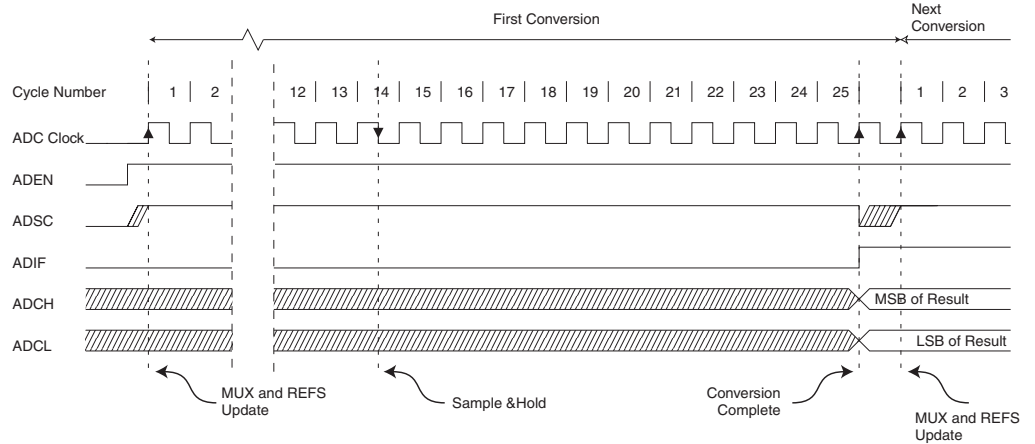 First Conversion
Next
Conversion
Cycle Number 1 2 12 13 14 15 16 17 18 19 20 21 22 23 24 25 1 2 3
ADC Clock
ADEN
ADSC
ADIF
ADCH MSB of Result
ADCL LSB of Result
MUX and REFS
Update
Sample &Hold
Conversion
Complete
MUX and REFS
Update